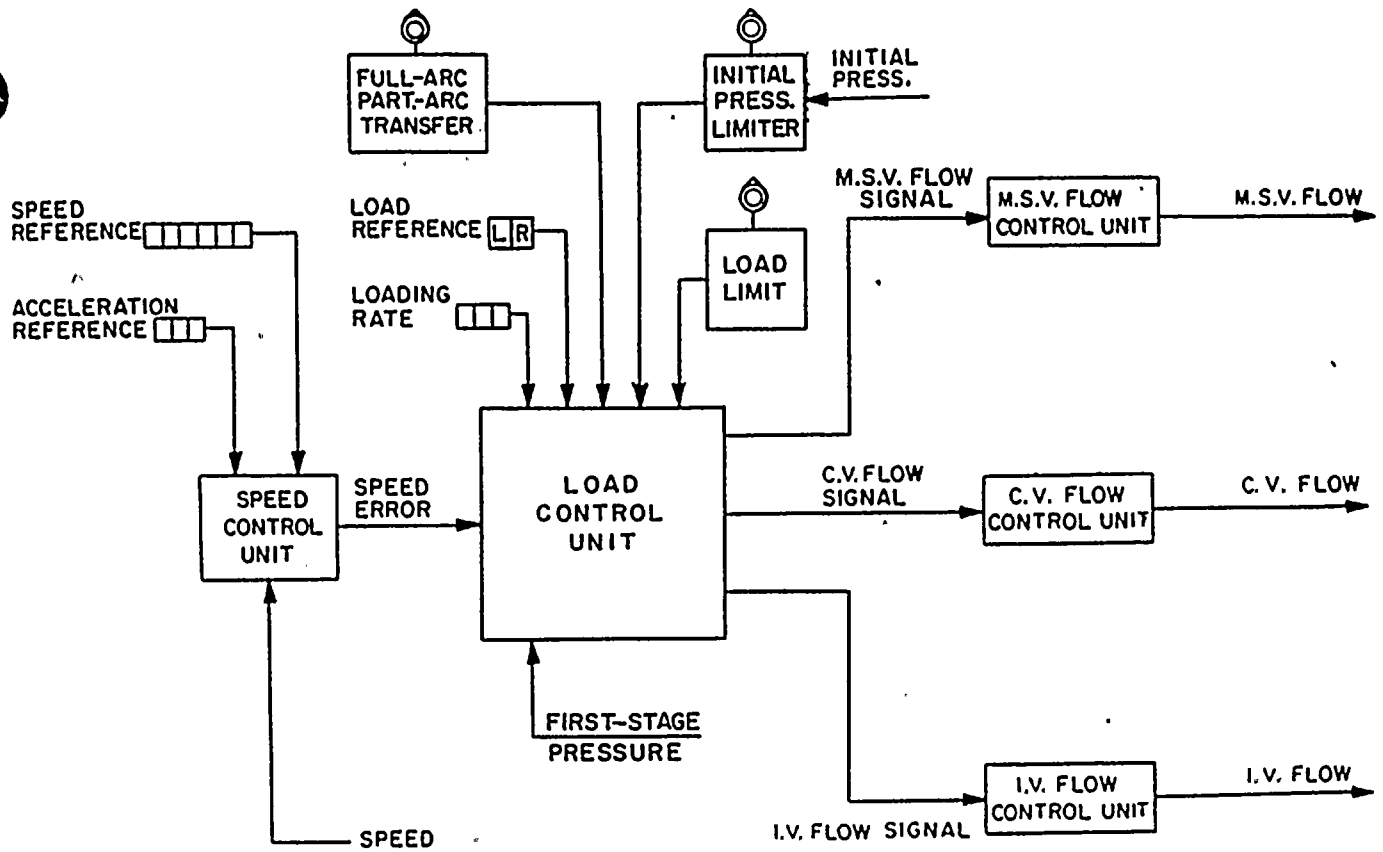 FULL-ARC
PART.-ARC
TRANSFER
INITIAL
PRESS.
LIMITER
INITIAL
PRESS.
SPEED
REFERENCE
ACCELERATION
REFERENCE
LOAD
REFERENCE
L R
LOADING
RATE
LOAD
LIMIT
M.S.V. FLOW
SIGNAL
M.S.V. FLOW
CONTROL UNIT
M.S.V. FLOW
SPEED
CONTROL
UNIT
SPEED
ERROR
LOAD
CONTROL
UNIT
C.V. FLOW
SIGNAL
C.V. FLOW
CONTROL UNIT
C.V. FLOW
FIRST-STAGE
PRESSURE
SPEED
I.V. FLOW SIGNAL
I.V. FLOW
CONTROL UNIT
I.V. FLOW